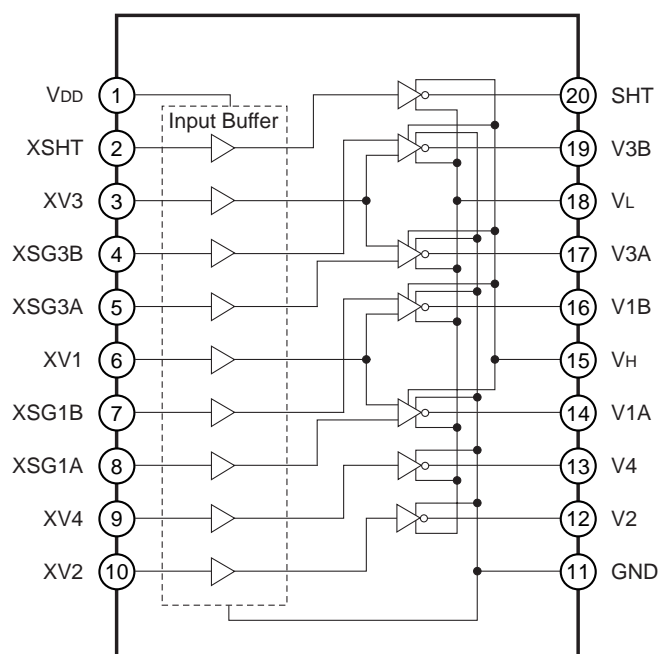 VDD 1
Input Buffer
XSHT 2
XV3 3
XSG3B 4
XSG3A 5
XV1 6
XSG1B 7
XSG1A 8
XV4 9
XV2 10
20 SHT
19 V3B
18 VL
17 V3A
16 V1B
15 VH
14 V1A
13 V4
12 V2
11 GND